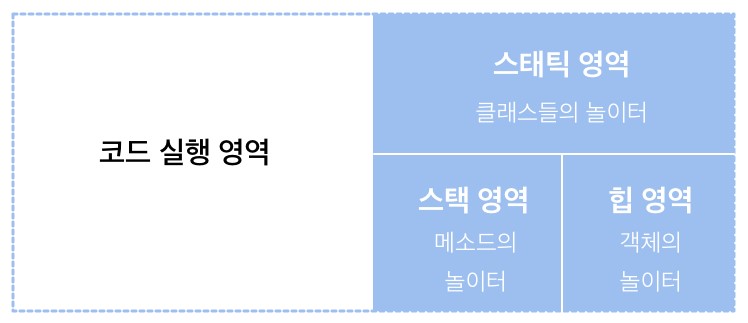 코드 실행 영역
스태틱 영역
클래스들의 놀이터
스택 영역
메소드의
놀이터
힙 영역
객체의
놀이터